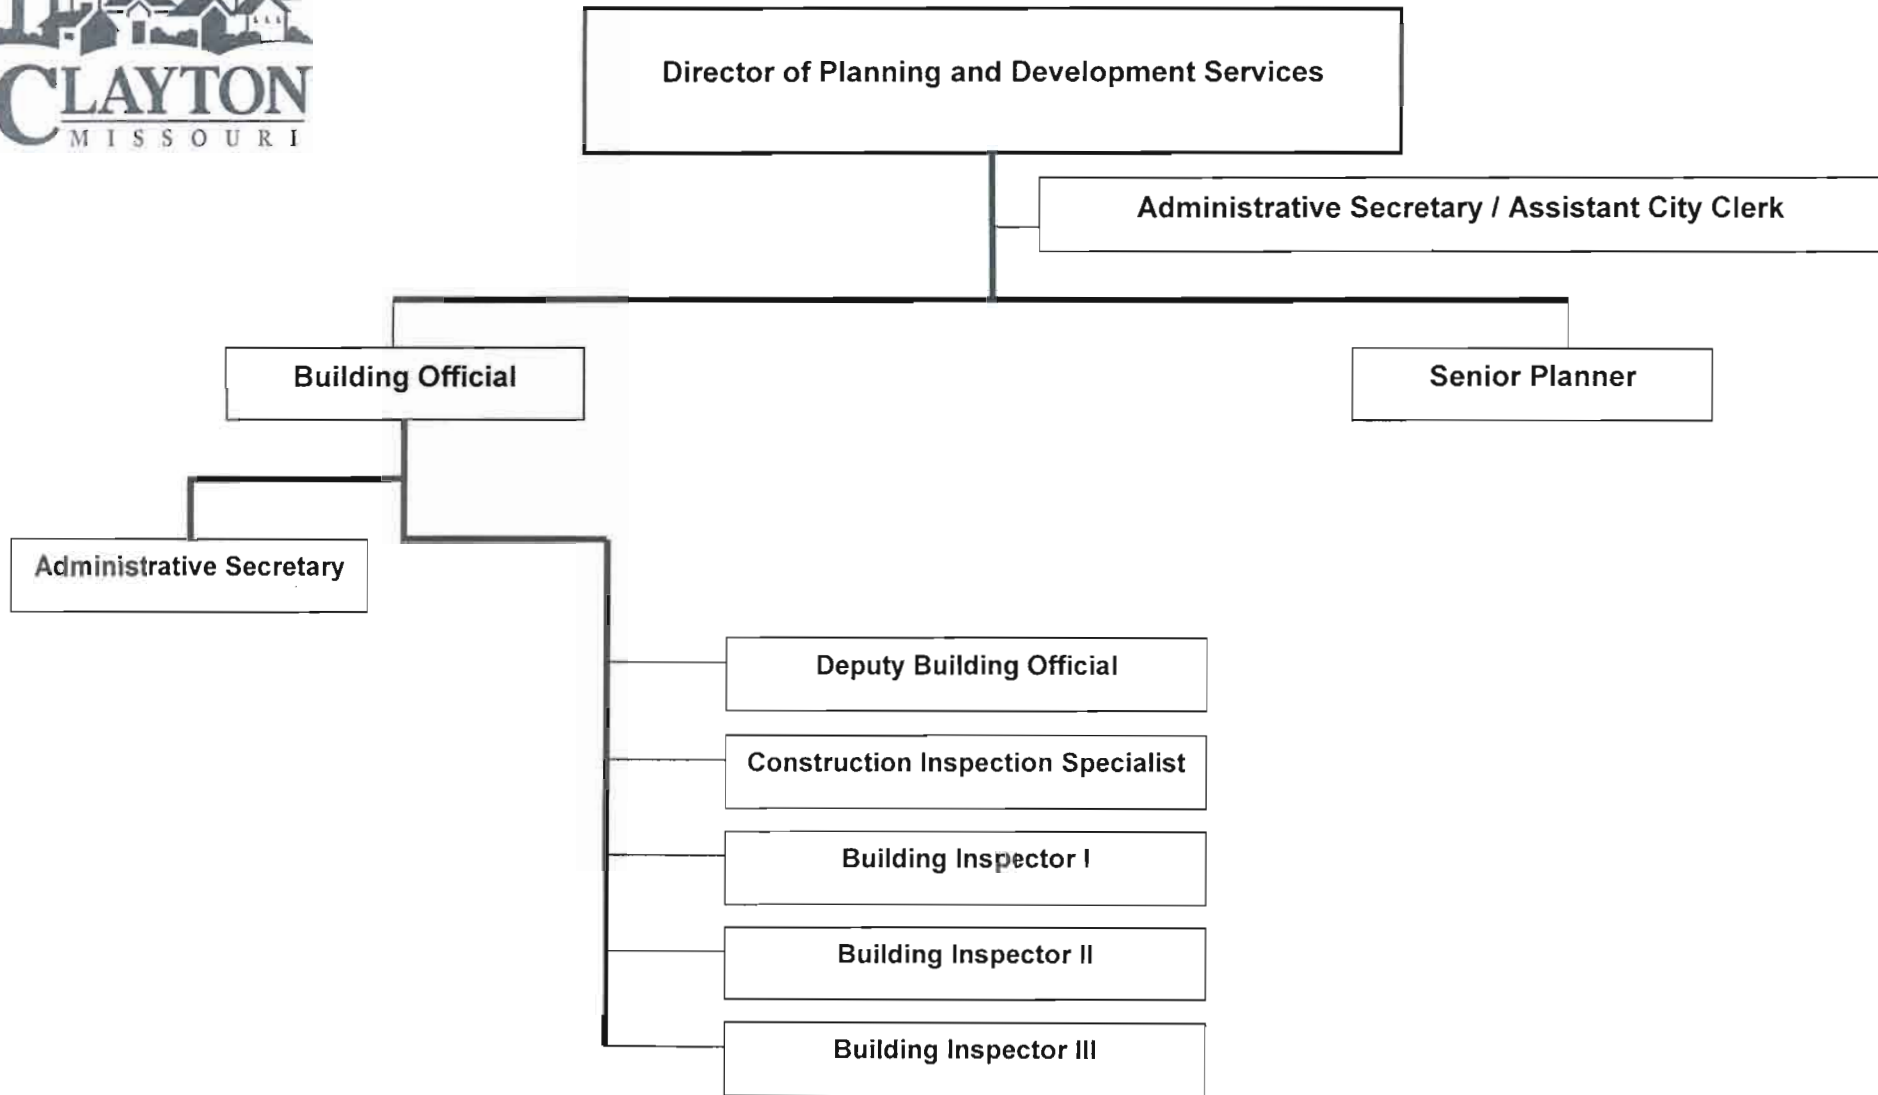 CLAYTON
MISSOURI
Director of Planning and Development Services
Administrative Secretary / Assistant City Clerk
Building Official
Senior Planner
Administrative Secretary
Deputy Building Official
Construction Inspection Specialist
Building Inspector I
Building Inspector II
Building Inspector III